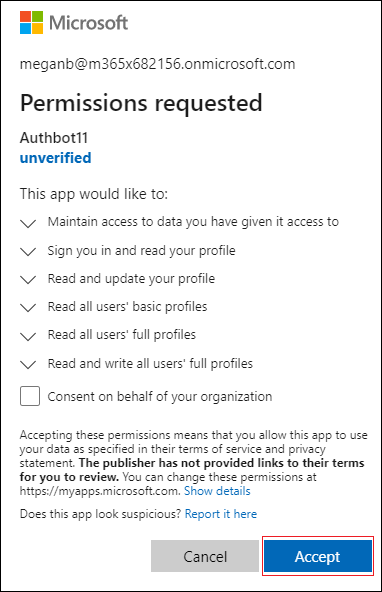 Microsoft
meganb@m365x682156.onmicrosoft.com
Permissions requested
Authbot11
unverified
This app would like to:
Maintain access to data you have given it access to
Sign you in and read your profile
Read and update your profile
Read all users' basic profiles
Read all users' full profiles
Read and write all users' full profiles
Consent on behalf of your organization
Accepting these permissions means that you allow this app to use
your data as specified in their terms of service and privacy
statement. The publisher has not provided links to their terms
for you to review. You can change these permissions at
https://myapps.microsoft.com. Show details
Does this app look suspicious? Report it here
Cancel Accept